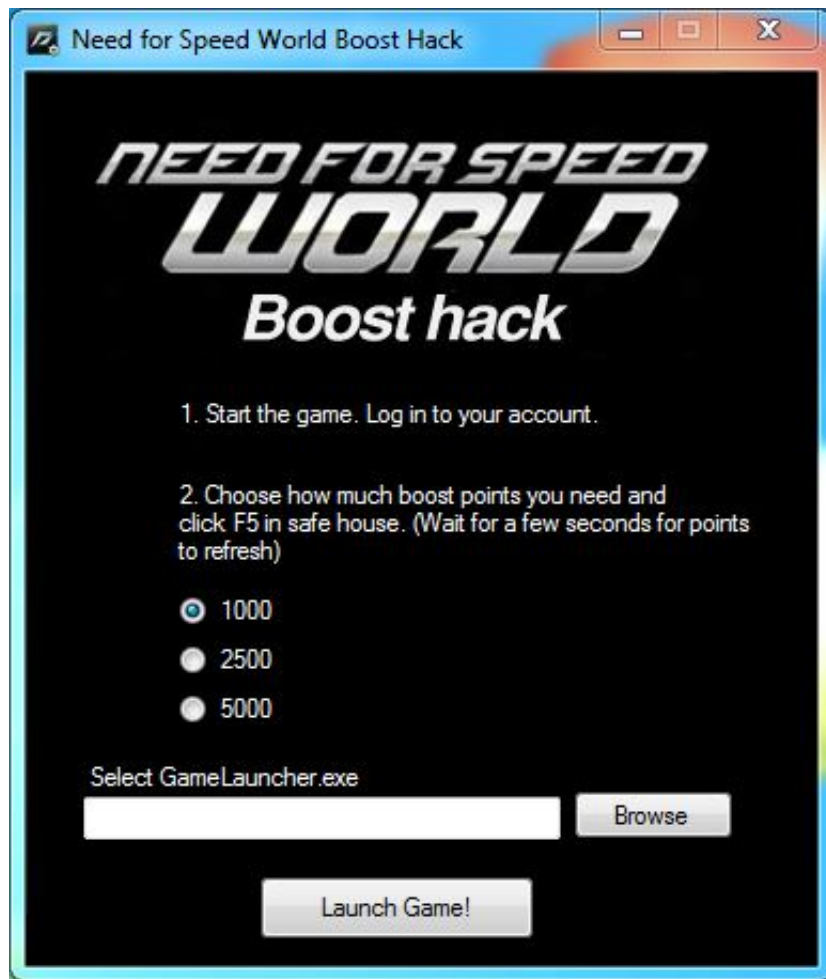 Need for Speed World Boost Hack
NEED FOR SPEED
WORLD
Boost hack
1. Start the game. Log in to your account.
2. Choose how much boost points you need and
click F5 in safe house. (Wait for a few seconds for points
to refresh)
1000
2500
5000
Select GameLauncher.exe
Browse
Launch Game!